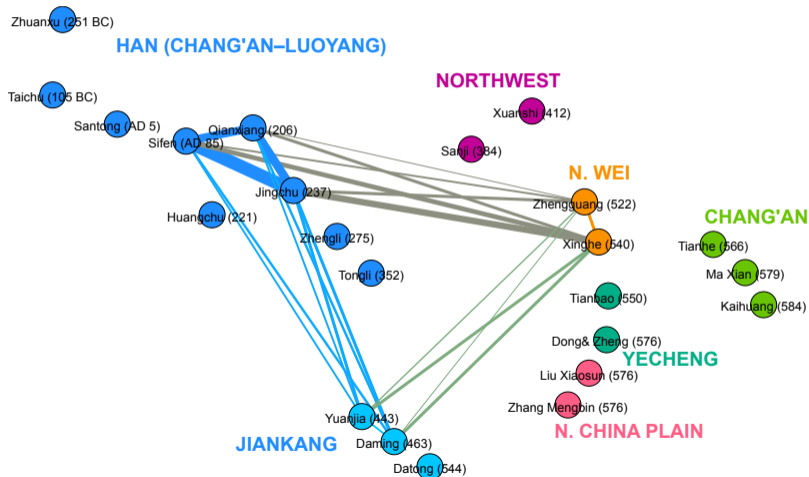 Zhuanxu (251 BC)
HAN (CHANG'AN–LUOYANG)
Taichu (105 BC)
Santong (AD 5)
Qianxiang (206)
Sifen (AD 85)
Jingchu (237)
Huangchu (221)
Zhengli (275)
Tongli (352)
NORTHWEST
Xuanshi (412)
Sanji (384)
N. WEI
Zhengguang (522)
Xinghe (540)
CHANG'AN
Tianhe (566)
Ma Xian (579)
Kaihuang (584)
Tianbao (550)
Dong& Zheng (576)
YECHENG
Liu Xiaosun (576)
Zhang Mengbin (576)
N. CHINA PLAIN
Yuanjia (443)
JIANKANG
Daming (463)
Datong (544)